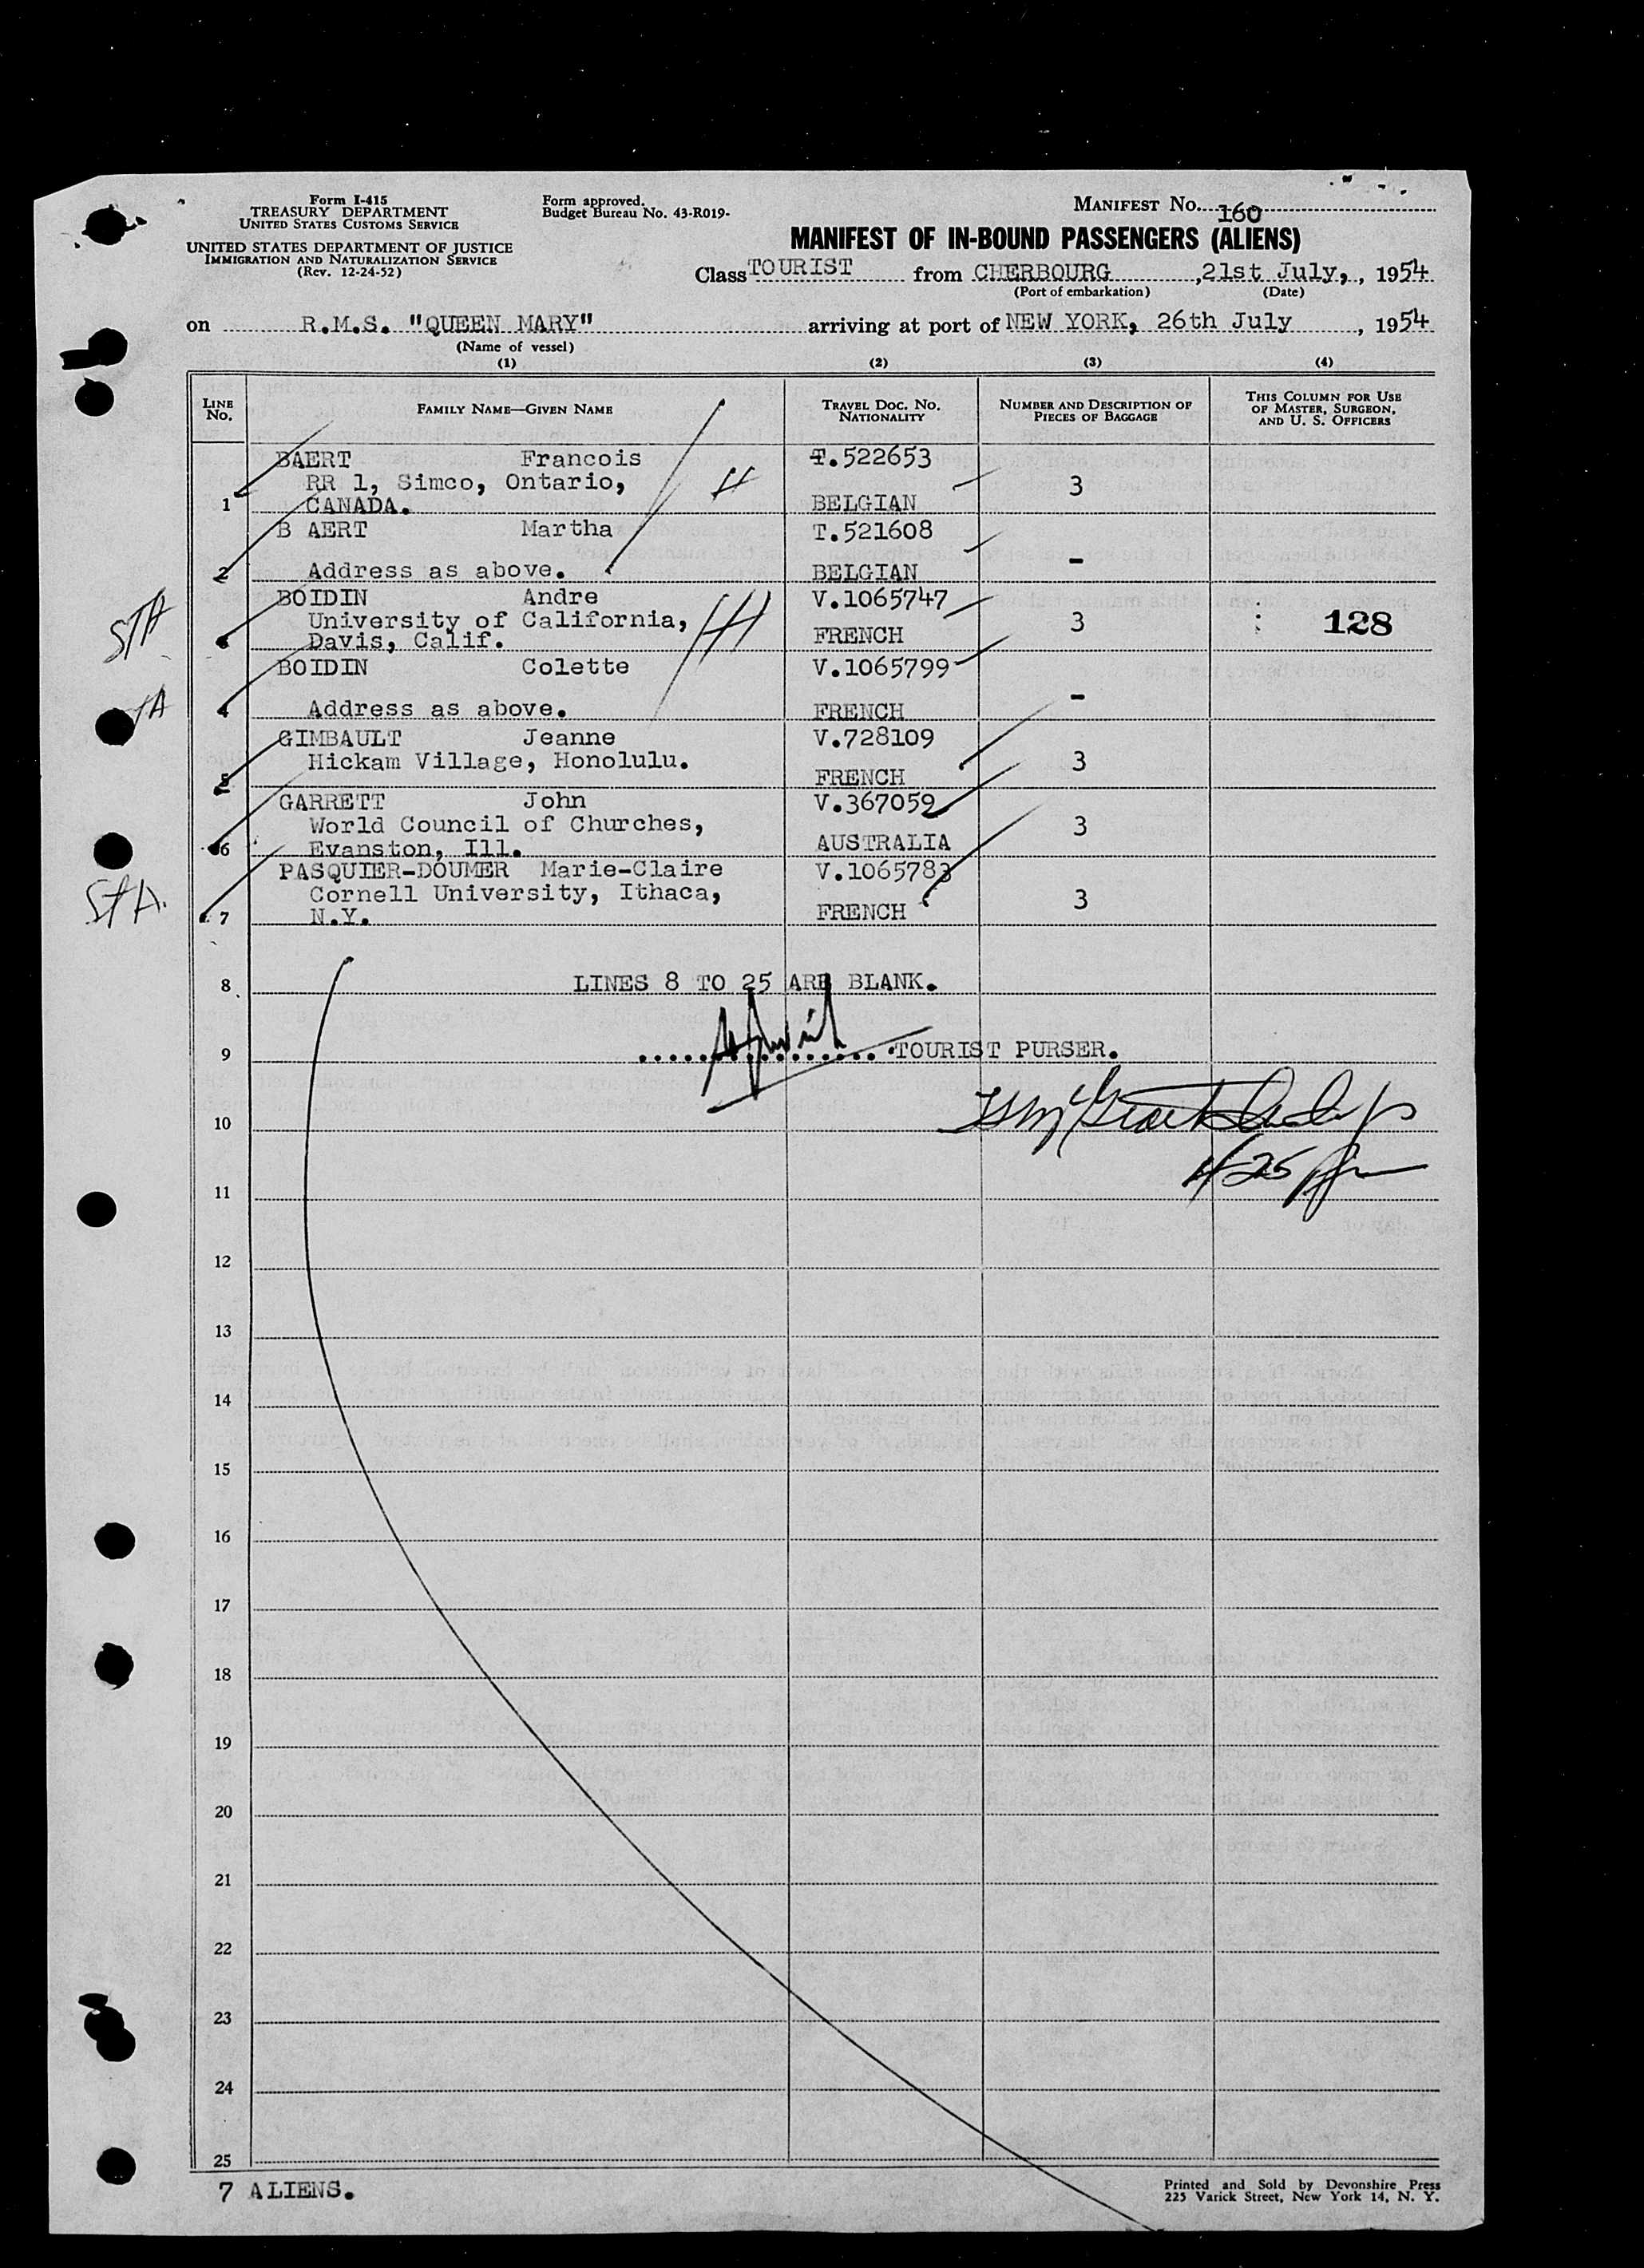 Form I-415
TREASURY DEPARTMENT
UNITED STATES CUSTOMS SERVICE
UNITED STATES DEPARTMENT OF JUSTICE
IMMIGRATION AND NATURALIZATION SERVICE
(Rev. 12-24-52)
Form approved.
Budget Bureau No. 43-R019-
MANIFEST NO. 160
MANIFEST OF IN-BOUND PASSENGERS (ALIENS)
Class TOURIST from CHERBOURG, 21st July, , 1954
(Port of embarkation) (Date)
on R.M.S. "QUEEN MARY" arriving at port of NEW YORK, 26th July , 1954
(Name of vessel)
(1) (2) (3) (4)
LINE NO. FAMILY NAME—GIVEN NAME TRAVEL DOC. NO. NATIONALITY NUMBER AND DESCRIPTION OF PIECES OF BAGGAGE THIS COLUMN FOR USE OF MASTER, SURGEON, AND U. S. OFFICERS
BAERT Francois T.522653
RR 1, Simco, Ontario, 3
1 CANADA. BELGIAN
B AERT Martha T.521608
2 Address as above. BELGIAN -
BOIDIN Andre V.1065747
STA University of California, 3 128
Davis, Calif. FRENCH
BOIDIN Colette V.1065799
4 Address as above. FRENCH -
GIMBAULT Jeanne V.728109
Hickam Village, Honolulu. 3
5 FRENCH
GARRETT John V.367059
World Council of Churches, 3
6 Evanston, Ill. AUSTRALIA
PASQUIER-DOUMER Marie-Claire V.1065783
STA. Cornell University, Ithaca, 3
7 N.Y. FRENCH
8 LINES 8 TO 25 ARE BLANK.
9 TOURIST PURSER.
10
11
12
13
14
15
16
17
18
19
20
21
22
23
24
25
7 ALIENS.
Printed and Sold by Devonshire Press
225 Varick Street, New York 14, N. Y.